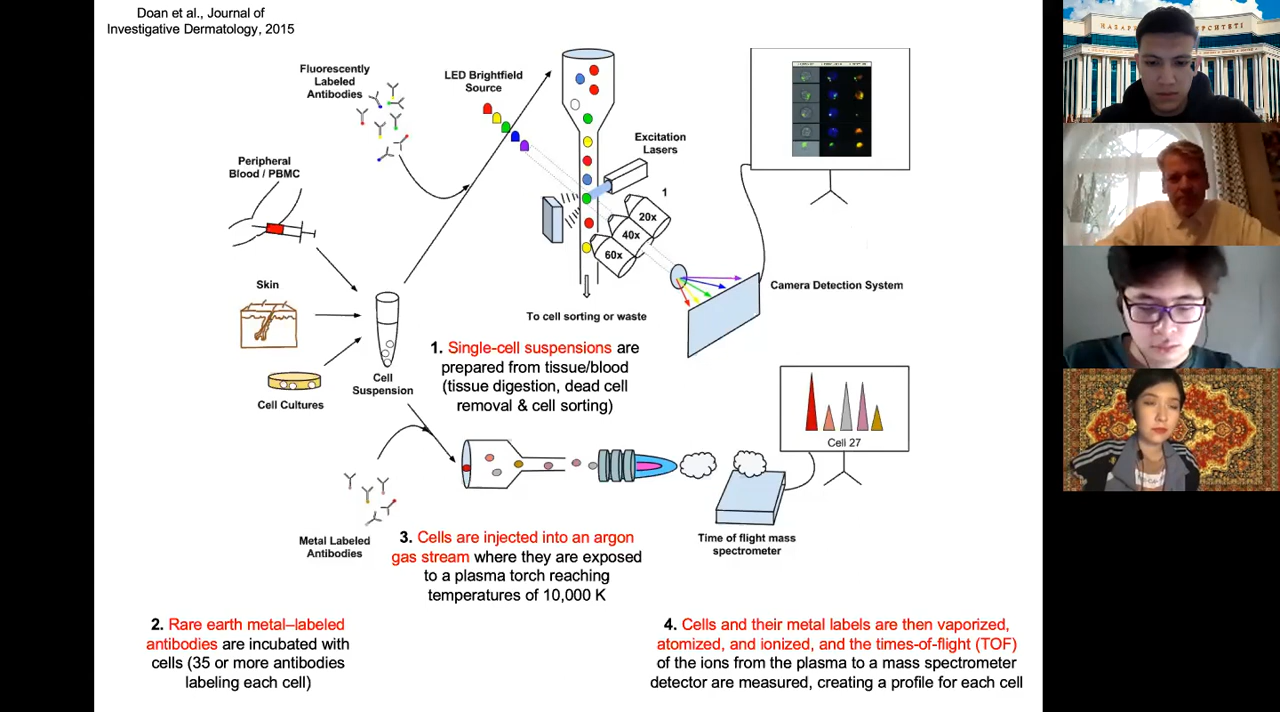 Doan et al., Journal of
Investigative Dermatology, 2015
Fluorescently
Labeled
Antibodies
LED Brightfield
Source
Excitation
Lasers
1
20x
40x
60x
Peripheral
Blood / PBMC
Skin
Cell Cultures
Cell
Suspension
To cell sorting or waste
Camera Detection System
1. Single-cell suspensions are
prepared from tissue/blood
(tissue digestion, dead cell
removal & cell sorting)
Cell 27
Metal Labeled
Antibodies
Time of flight mass
spectrometer
3. Cells are injected into an argon
gas stream where they are exposed
to a plasma torch reaching
temperatures of 10,000 K
2. Rare earth metal–labeled
antibodies are incubated with
cells (35 or more antibodies
labeling each cell)
4. Cells and their metal labels are then vaporized,
atomized, and ionized, and the times-of-flight (TOF)
of the ions from the plasma to a mass spectrometer
detector are measured, creating a profile for each cell